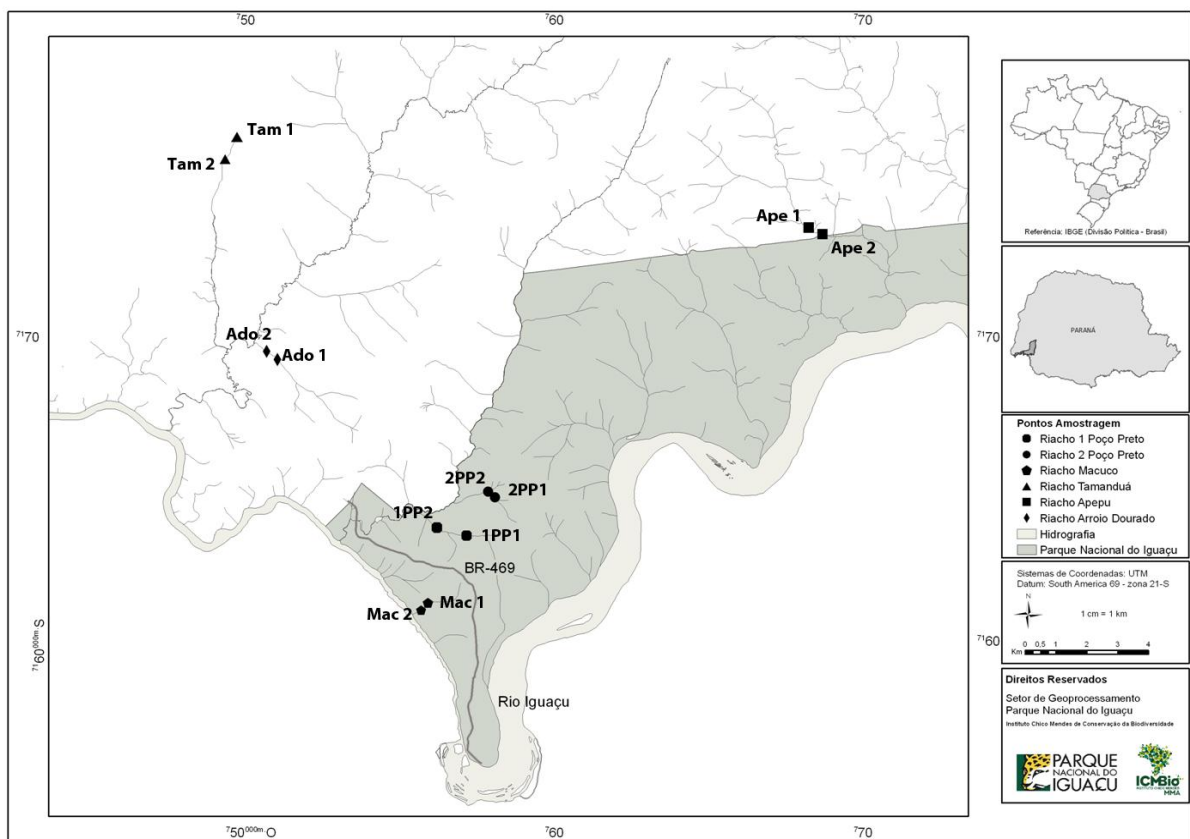 ⁷50
⁷60
⁷70
Tam 1
Tam 2
Ape 1
Ape 2
⁷¹70
⁷¹70
Ado 2
Ado 1
2PP2
2PP1
1PP2
1PP1
BR-469
Mac 1
Mac 2
⁷¹60⁰⁰⁰ᵐ·S
⁷¹60
Rio Iguaçu
⁷50⁰⁰⁰ᵐ·O
⁷60
⁷70
Referência: IBGE (Divisão Política - Brasil)
PARANÁ
Pontos Amostragem
Riacho 1 Poço Preto
Riacho 2 Poço Preto
Riacho Macuco
Riacho Tamanduá
Riacho Apepu
Riacho Arroio Dourado
Hidrografia
Parque Nacional do Iguaçu
Sistemas de Coordenadas: UTM
Datum: South America 69 - zona 21-S
N
1 cm = 1 km
Km
0 0,5 1 2 3 4
Direitos Reservados
Setor de Geoprocessamento
Parque Nacional do Iguaçu
Instituto Chico Mendes de Conservação da Biodiversidade
PARQUE
NACIONAL DO
IGUAÇU
ICMBio
INSTITUTO CHICO MENDES
MMA